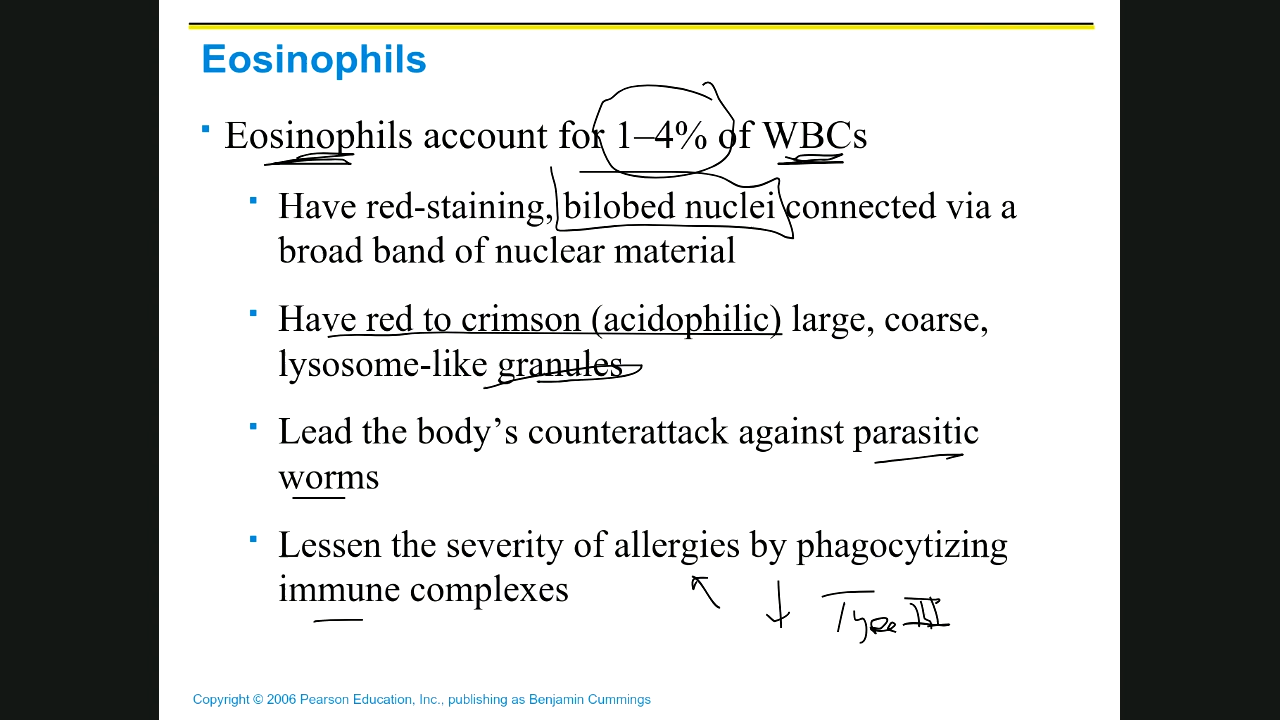 Eosinophils
Eosinophils account for 1–4% of WBCs
Have red-staining, bilobed nuclei connected via a
broad band of nuclear material
Have red to crimson (acidophilic) large, coarse,
lysosome-like granules
Lead the body’s counterattack against parasitic
worms
Lessen the severity of allergies by phagocytizing
immune complexes
Type III
Copyright © 2006 Pearson Education, Inc., publishing as Benjamin Cummings